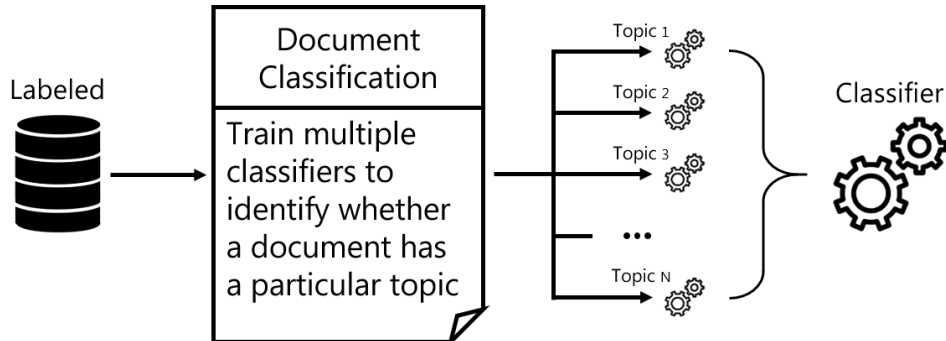 Labeled
Document
Classification
Train multiple
classifiers to
identify whether
a document has
a particular topic
Topic 1
Topic 2
Topic 3
...
Topic N
Classifier